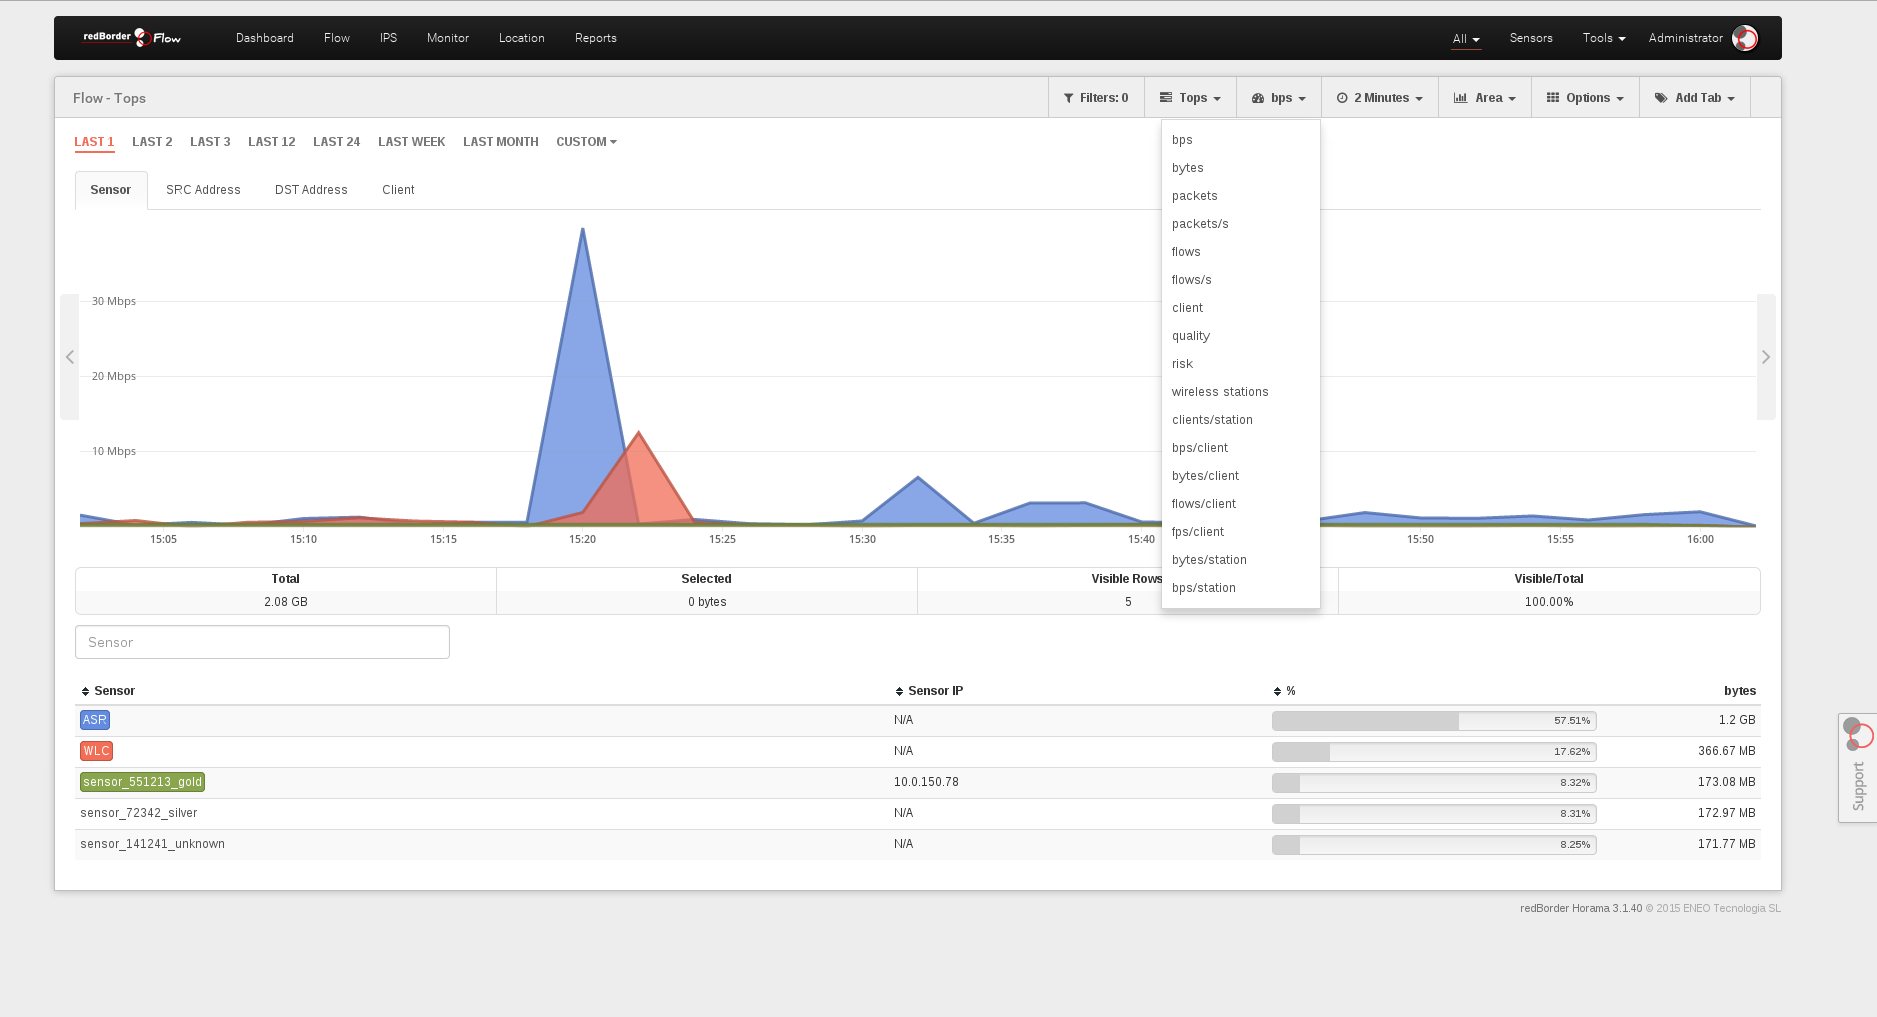 redBorder Flow Dashboard Flow IPS Monitor Location Reports All Sensors Tools Administrator
Flow - Tops Filters: 0 Tops bps 2 Minutes Area Options Add Tab
LAST 1 LAST 2 LAST 3 LAST 12 LAST 24 LAST WEEK LAST MONTH CUSTOM
Sensor SRC Address DST Address Client
bps
bytes
packets
packets/s
flows
flows/s
client
quality
risk
wireless stations
clients/station
bps/client
bytes/client
flows/client
fps/client
bytes/station
bps/station
30 Mbps
20 Mbps
10 Mbps
15:05 15:10 15:15 15:20 15:25 15:30 15:35 15:40 15:50 15:55 16:00
Total Selected Visible Rows Visible/Total
2.08 GB 0 bytes 5 100.00%
Sensor
Sensor Sensor IP % bytes
ASR N/A 57.51% 1.2 GB
WLC N/A 17.62% 366.67 MB
sensor_551213_gold 10.0.150.78 8.32% 173.08 MB
sensor_72342_silver N/A 8.31% 172.97 MB
sensor_141241_unknown N/A 8.25% 171.77 MB
Support
redBorder Horama 3.1.40 © 2015 ENEO Tecnologia SL